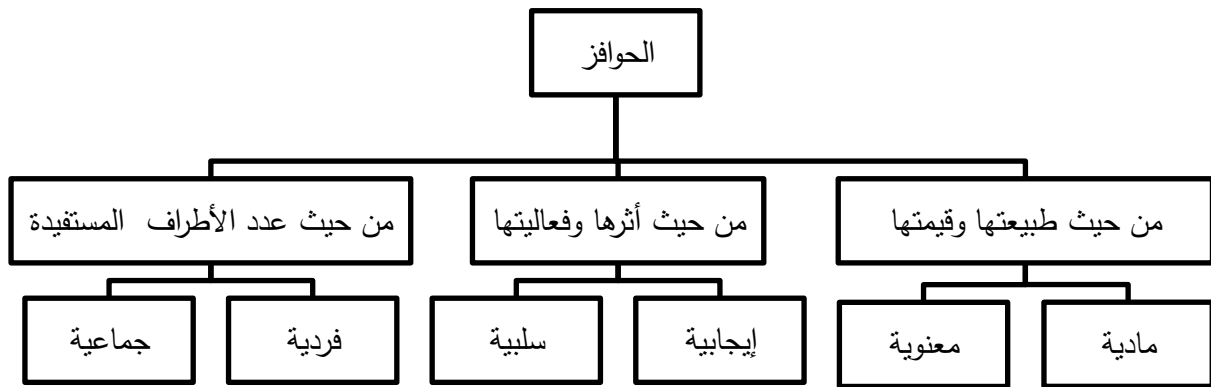 الحوافز
من حيث طبيعتها وقيمتها
من حيث أثرها وفعاليتها
من حيث عدد الأطراف المستفيدة
مادية
معنوية
إيجابية
سلبية
فردية
جماعية